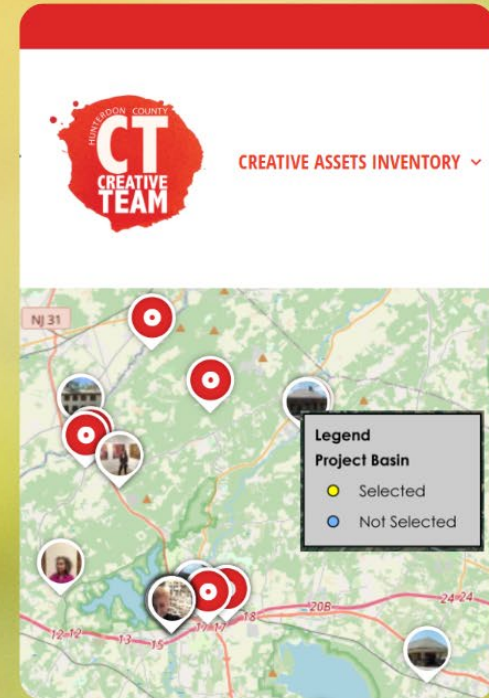 HUNTERDON COUNTY
CT
CREATIVE
TEAM
CREATIVE ASSETS INVENTORY
NJ 31
Legend
Project Basin
Selected
Not Selected
20B
24-24
18
17-17
12-12
13
15